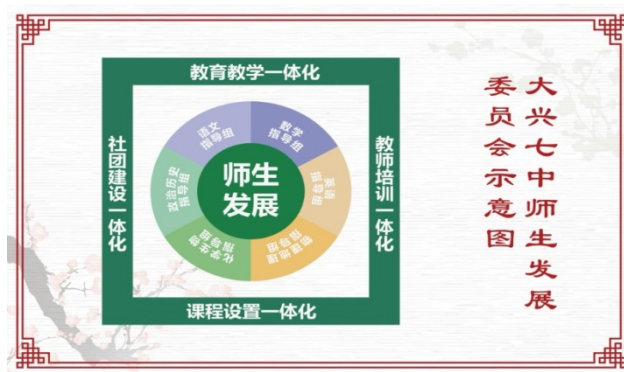 大兴七中师生发展
委员会示意图
教育教学一体化
社团建设一体化
教师培训一体化
课程设置一体化
语文
指导组
数学
指导组
英语
指导组
物理地理
指导组
化学生物
指导组
政治历史
指导组
师生
发展